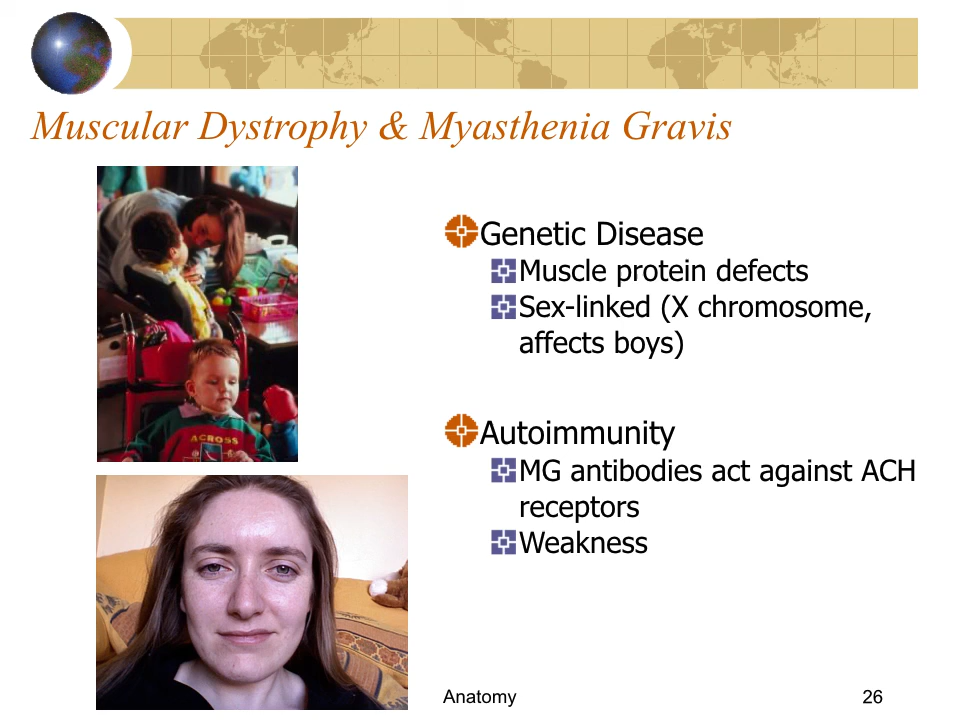 Muscular Dystrophy & Myasthenia Gravis
Genetic Disease
Muscle protein defects
Sex-linked (X chromosome,
affects boys)
ACROSS
Autoimmunity
MG antibodies act against ACH
receptors
Weakness
Anatomy
26